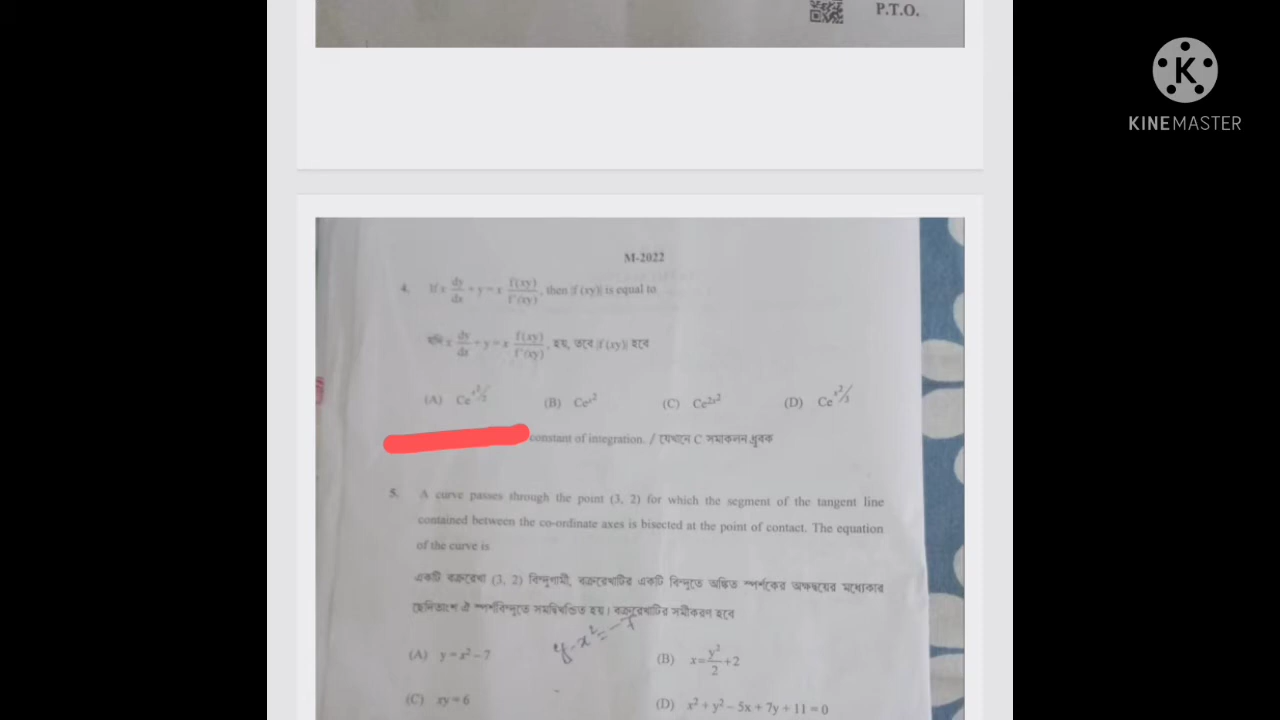 P.T.O.
KINEMASTER
M-2022
4. If x dy/dx + y = x f(xy)/f'(xy), then |f(xy)| is equal to
যদি x dy/dx + y = x f(xy)/f'(xy), হয়, তবে |f(xy)| হবে
(A) Ce^x²/2 (B) Ce^x² (C) Ce^2x² (D) Ce^x²/3
constant of integration. / যেখানে C সমাকলন ধ্রুবক
5. A curve passes through the point (3, 2) for which the segment of the tangent line
contained between the co-ordinate axes is bisected at the point of contact. The equation
of the curve is
একটি বক্ররেখা (3, 2) বিন্দুগামী, বক্ররেখাটির একটি বিন্দুতে অঙ্কিত স্পর্শকের অক্ষদ্বয়ের মধ্যেকার
ছেদিতাংশ ঐ স্পর্শবিন্দুতে সমদ্বিখণ্ডিত হয়। বক্ররেখাটির সমীকরণ হবে
y-x²=-7
(A) y = x² – 7 (B) x = y²/2 + 2
(C) xy = 6 (D) x² + y² – 5x + 7y + 11 = 0